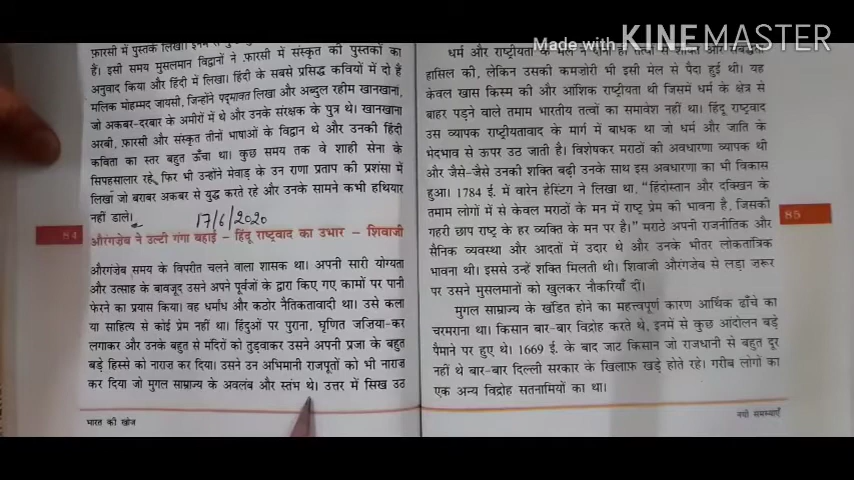 Made with KINEMASTER
फ़ारसी में पुस्तकें लिखीं।
हैं। इसी समय मुसलमान विद्वानों ने फ़ारसी में संस्कृत की पुस्तकों का
अनुवाद किया और हिंदी में लिखा। हिंदी के सबसे प्रसिद्ध कवियों में दो हैं
मलिक मोहम्मद जायसी, जिन्होंने पद्मावत लिखा और अब्दुल रहीम खानखाना,
जो अकबर-दरबार के अमीरों में थे और उनके संरक्षक के पुत्र थे। खानखाना
अरबी, फ़ारसी और संस्कृत तीनों भाषाओं के विद्वान थे और उनकी हिंदी
कविता का स्तर बहुत ऊँचा था। कुछ समय तक वे शाही सेना के
सिपहसालार रहे, फिर भी उन्होंने मेवाड़ के उन राणा प्रताप की प्रशंसा में
लिखा जो बराबर अकबर से युद्ध करते रहे और उनके सामने कभी हथियार
नहीं डाले।
17/6/2020
84
औरंगज़ेब ने उल्टी गंगा बहाई - हिंदू राष्ट्रवाद का उभार - शिवाजी
औरंगज़ेब समय के विपरीत चलने वाला शासक था। अपनी सारी योग्यता
और उत्साह के बावजूद उसने अपने पूर्वजों के द्वारा किए गए कामों पर पानी
फेरने का प्रयास किया। वह धर्मांध और कठोर नैतिकतावादी था। उसे कला
या साहित्य से कोई प्रेम नहीं था। हिंदुओं पर पुराना, घृणित जज़िया-कर
लगाकर और उनके बहुत से मंदिरों को तुड़वाकर उसने अपनी प्रजा के बहुत
बड़े हिस्से को नाराज़ कर दिया। उसने उन अभिमानी राजपूतों को भी नाराज़
कर दिया जो मुगल साम्राज्य के अवलंब और स्तंभ थे। उत्तर में सिख उठ
भारत की खोज
धर्म और राष्ट्रीयता के मेल ने दोनों ही तत्वों से शक्ति और संबद्धता
हासिल की, लेकिन उसकी कमज़ोरी भी इसी मेल से पैदा हुई थी। यह
केवल खास किस्म की और आंशिक राष्ट्रीयता थी जिसमें धर्म के क्षेत्र से
बाहर पड़ने वाले तमाम भारतीय तत्वों का समावेश नहीं था। हिंदू राष्ट्रवाद
उस व्यापक राष्ट्रीयतावाद के मार्ग में बाधक था जो धर्म और जाति के
भेदभाव से ऊपर उठ जाती है। विशेषकर मराठों की अवधारणा व्यापक थी
और जैसे-जैसे उनकी शक्ति बढ़ी उनके साथ इस अवधारणा का भी विकास
हुआ। 1784 ई. में वारेन हेस्टिंग ने लिखा था, "हिंदोस्तान और दक्खिन के
तमाम लोगों में से केवल मराठों के मन में राष्ट्र प्रेम की भावना है, जिसकी
गहरी छाप राष्ट्र के हर व्यक्ति के मन पर है।" मराठे अपनी राजनीतिक और
सैनिक व्यवस्था और आदतों में उदार थे और उनके भीतर लोकतांत्रिक
भावना थी। इससे उन्हें शक्ति मिलती थी। शिवाजी औरंगज़ेब से लड़ा ज़रूर
पर उसने मुसलमानों को खुलकर नौकरियाँ दीं।
मुगल साम्राज्य के खंडित होने का महत्त्वपूर्ण कारण आर्थिक ढाँचे का
चरमराना था। किसान बार-बार विद्रोह करते थे, इनमें से कुछ आंदोलन बड़े
पैमाने पर हुए थे। 1669 ई. के बाद जाट किसान जो राजधानी से बहुत दूर
नहीं थे बार-बार दिल्ली सरकार के खिलाफ़ खड़े होते रहे। गरीब लोगों का
एक अन्य विद्रोह सतनामियों का था।
85
नयी समस्याएँ